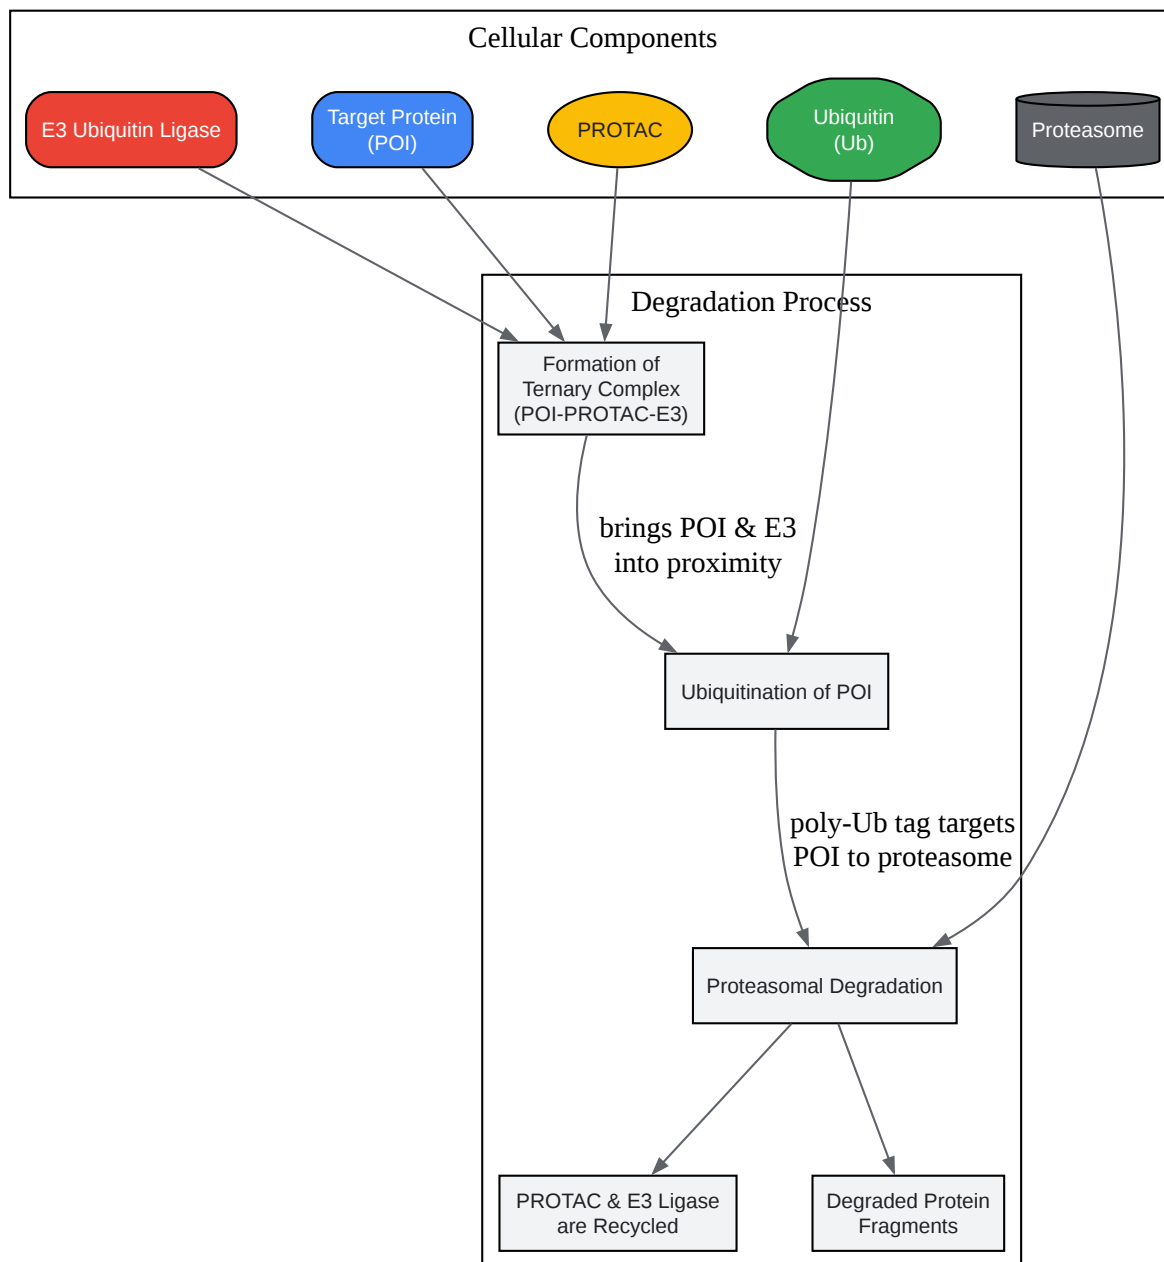 Cellular Components
E3 Ubiquitin Ligase
Target Protein
(POI)
PROTAC
Ubiquitin
(Ub)
Proteasome
Degradation Process
Formation of
Ternary Complex
(POI-PROTAC-E3)
brings POI & E3
into proximity
Ubiquitination of POI
poly-Ub tag targets
POI to proteasome
Proteasomal Degradation
PROTAC & E3 Ligase
are Recycled
Degraded Protein
Fragments